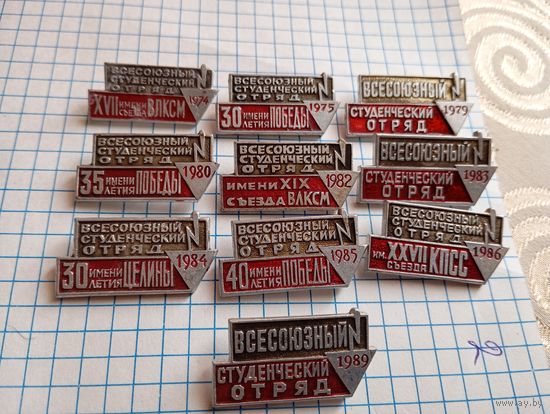 ВСЕСОЮЗНЫЙ
СТУДЕНЧЕСКИЙ
ОТРЯД
XVII ИМЕНИ СЪЕЗДА ВЛКСМ 1974
ВСЕСОЮЗНЫЙ
СТУДЕНЧЕСКИЙ
ОТРЯД
30 ИМЕНИ ЛЕТИЯ ПОБЕДЫ 1975
ВСЕСОЮЗНЫЙ
СТУДЕНЧЕСКИЙ
ОТРЯД
1979
ВСЕСОЮЗНЫЙ
СТУДЕНЧЕСКИЙ
ОТРЯД
35 ИМЕНИ ЛЕТИЯ ПОБЕДЫ 1980
ВСЕСОЮЗНЫЙ
СТУДЕНЧЕСКИЙ
ОТРЯД
ИМЕНИ XIX
СЪЕЗДА ВЛКСМ
1982
ВСЕСОЮЗНЫЙ
СТУДЕНЧЕСКИЙ
ОТРЯД
1983
ВСЕСОЮЗНЫЙ
СТУДЕНЧЕСКИЙ
ОТРЯД
30 ИМЕНИ ЛЕТИЯ ЦЕЛИНЫ 1984
ВСЕСОЮЗНЫЙ
СТУДЕНЧЕСКИЙ
ОТРЯД
40 ИМЕНИ ЛЕТИЯ ПОБЕДЫ 1985
ВСЕСОЮЗНЫЙ
СТУДЕНЧЕСКИЙ
ОТРЯД
ИМ. XXVII СЪЕЗДА КПСС 1986
ВСЕСОЮЗНЫЙ
СТУДЕНЧЕСКИЙ
ОТРЯД
1989
www.ay.by